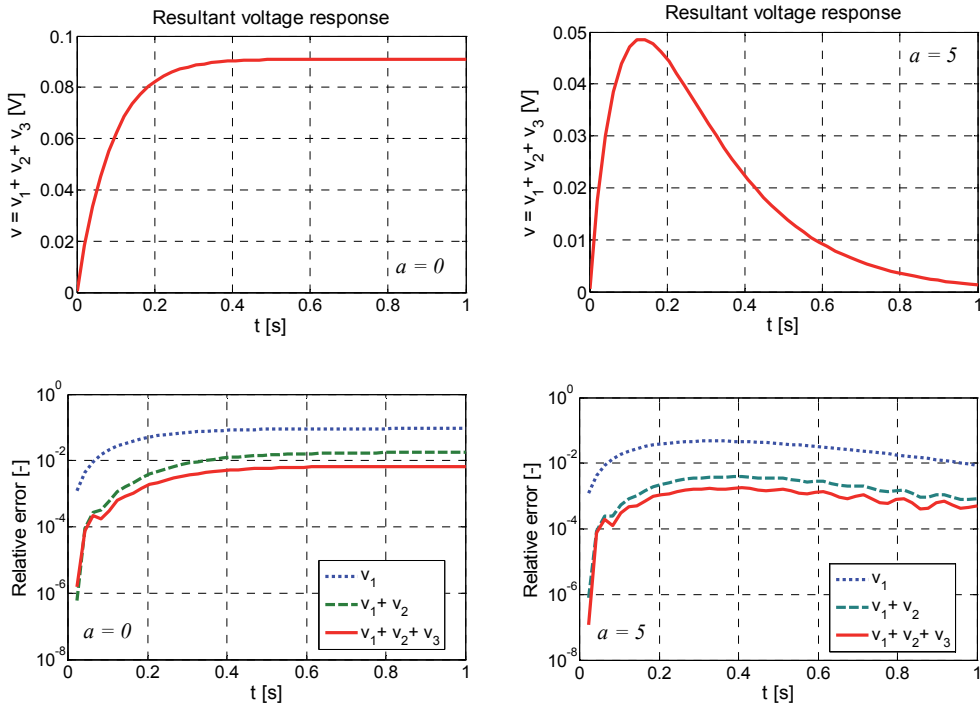 Resultant voltage response
v = v₁+ v₂+ v₃ [V]
0.1
0.08
0.06
0.04
0.02
0
0 0.2 0.4 0.6 0.8 1
t [s]
a = 0
Resultant voltage response
v = v₁+ v₂+ v₃ [V]
0.05
0.04
0.03
0.02
0.01
0
0 0.2 0.4 0.6 0.8 1
t [s]
a = 5
Relative error [-]
10⁰
10⁻²
10⁻⁴
10⁻⁶
10⁻⁸
0 0.2 0.4 0.6 0.8 1
t [s]
a = 0
v₁
v₁+ v₂
v₁+ v₂+ v₃
Relative error [-]
10⁰
10⁻²
10⁻⁴
10⁻⁶
10⁻⁸
0 0.2 0.4 0.6 0.8 1
t [s]
a = 5
v₁
v₁+ v₂
v₁+ v₂+ v₃